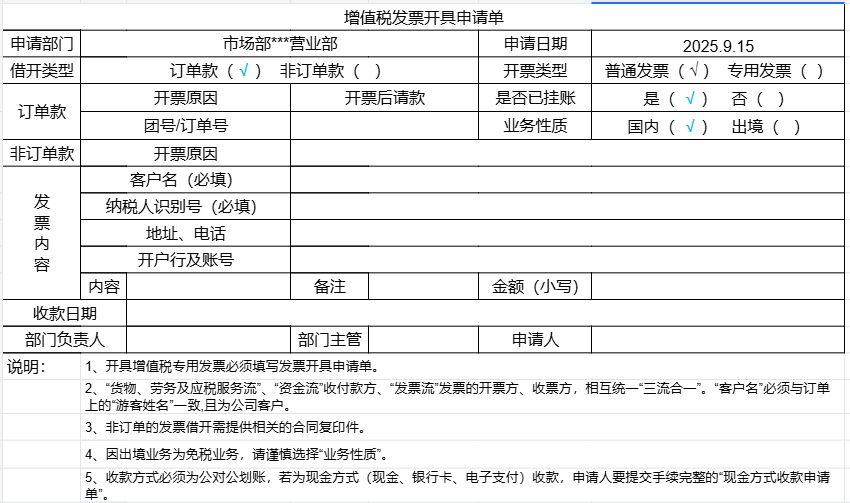 增值税发票开具申请单
申请部门 市场部***营业部 申请日期 2025.9.15
借开类型 订单款（ √ ） 非订单款（ ） 开票类型 普通发票（ √ ） 专用发票（ ）
订单款 开票原因 开票后请款 是否已挂账 是（ √ ） 否（ ）
团号/订单号 业务性质 国内（ √ ） 出境（ ）
非订单款 开票原因
发票内容 客户名（必填）
纳税人识别号（必填）
地址、电话
开户行及账号
内容 备注 金额（小写）
收款日期
部门负责人 部门主管 申请人
说明： 1、开具增值税专用发票必须填写发票开具申请单。
2、“货物、劳务及应税服务流”、“资金流”收付款方、“发票流”发票的开票方、收票方，相互统一“三流合一”。“客户名”必须与订单
上的“游客姓名”一致,且为公司客户。
3、非订单的发票借开需提供相关的合同复印件。
4、因出境业务为免税业务，请谨慎选择“业务性质”。
5、收款方式必须为公对公划账，若为现金方式（现金、银行卡、电子支付）收款，申请人要提交手续完整的“现金方式收款申请
单”。